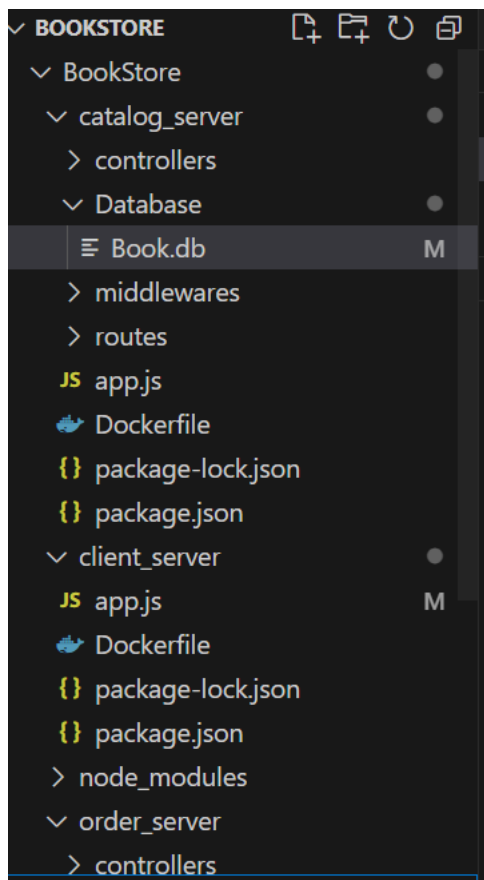 BOOKSTORE
BookStore
catalog_server
controllers
Database
Book.db M
middlewares
routes
JS app.js
Dockerfile
{} package-lock.json
{} package.json
client_server
JS app.js M
Dockerfile
{} package-lock.json
{} package.json
node_modules
order_server
controllers